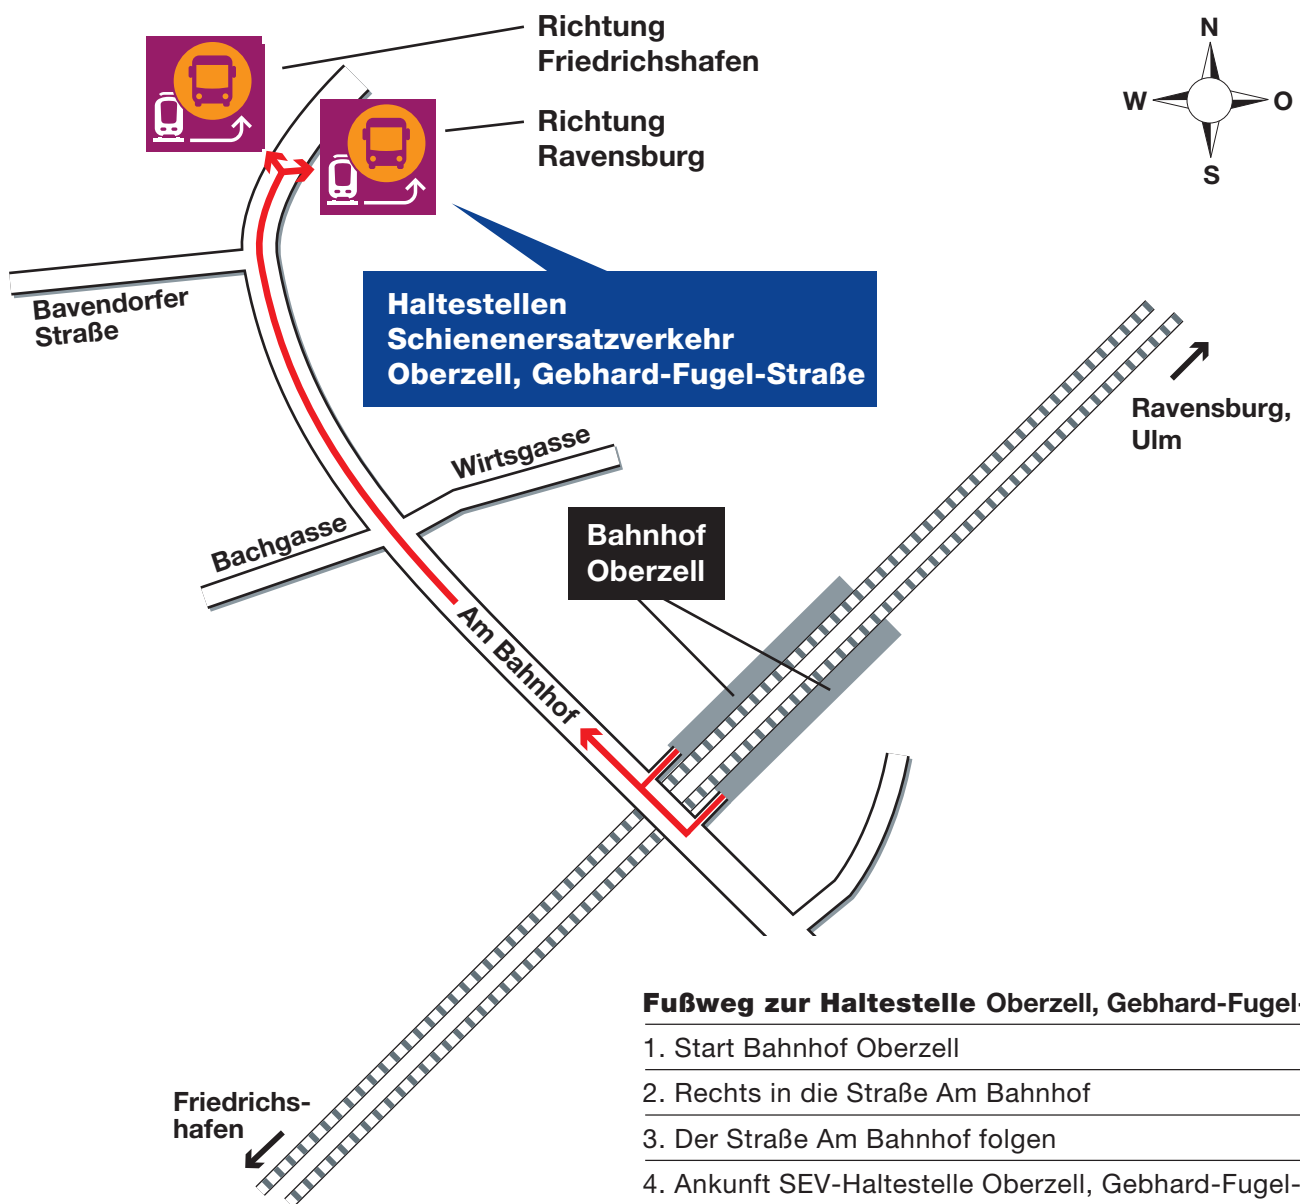 Richtung
Friedrichshafen
Richtung
Ravensburg
N
W
O
S
Bavendorfer
Straße
Haltestellen
Schienenersatzverkehr
Oberzell, Gebhard-Fugel-Straße
Ravensburg,
Ulm
Wirtsgasse
Bachgasse
Bahnhof
Oberzell
Am Bahnhof
Friedrichs-
hafen
Fußweg zur Haltestelle Oberzell, Gebhard-Fugel-
1. Start Bahnhof Oberzell
2. Rechts in die Straße Am Bahnhof
3. Der Straße Am Bahnhof folgen
4. Ankunft SEV-Haltestelle Oberzell, Gebhard-Fugel-